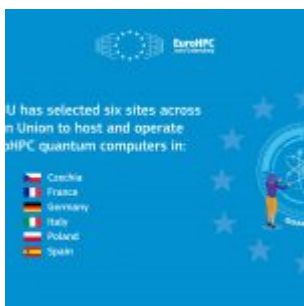 EuroHPC
U has selected six sites across
n Union to host and operate
oHPC quantum computers in:
Czechia
France
Germany
Italy
Poland
Spain